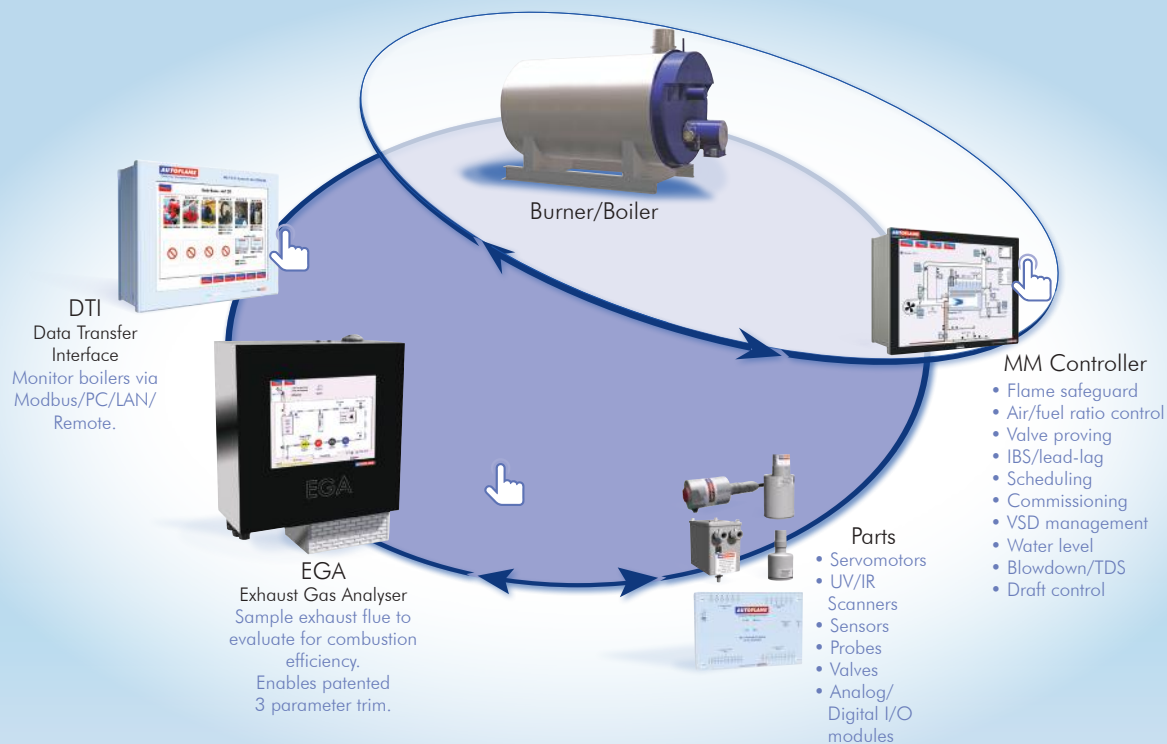 Burner/Boiler
AUTOFLAME
DTI
Data Transfer
Interface
Monitor boilers via
Modbus/PC/LAN/
Remote.
AUTOFLAME
MM Controller
• Flame safeguard
• Air/fuel ratio control
• Valve proving
• IBS/lead-lag
• Scheduling
• Commissioning
• VSD management
• Water level
• Blowdown/TDS
• Draft control
EGA
EGA
Exhaust Gas Analyser
Sample exhaust flue to
evaluate for combustion
efficiency.
Enables patented
3 parameter trim.
AUTOFLAME
Parts
• Servomotors
• UV/IR
Scanners
• Sensors
• Probes
• Valves
• Analog/
Digital I/O
modules